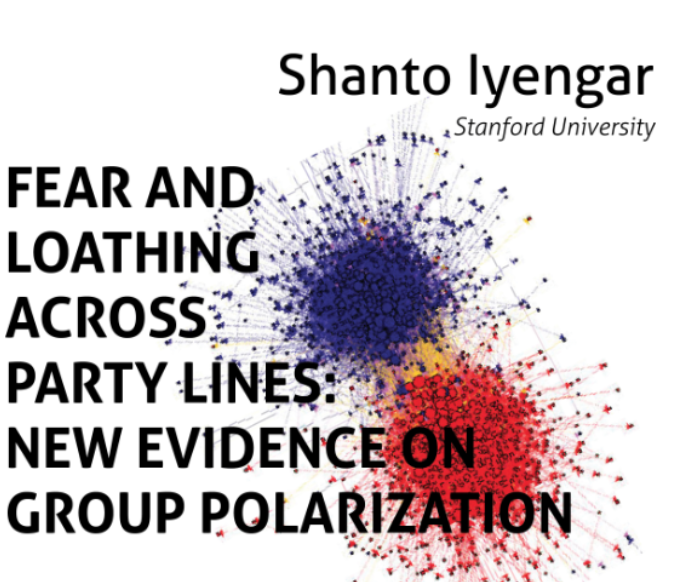 Shanto Iyengar
Stanford University
FEAR AND
LOATHING
ACROSS
PARTY LINES:
NEW EVIDENCE ON
GROUP POLARIZATION